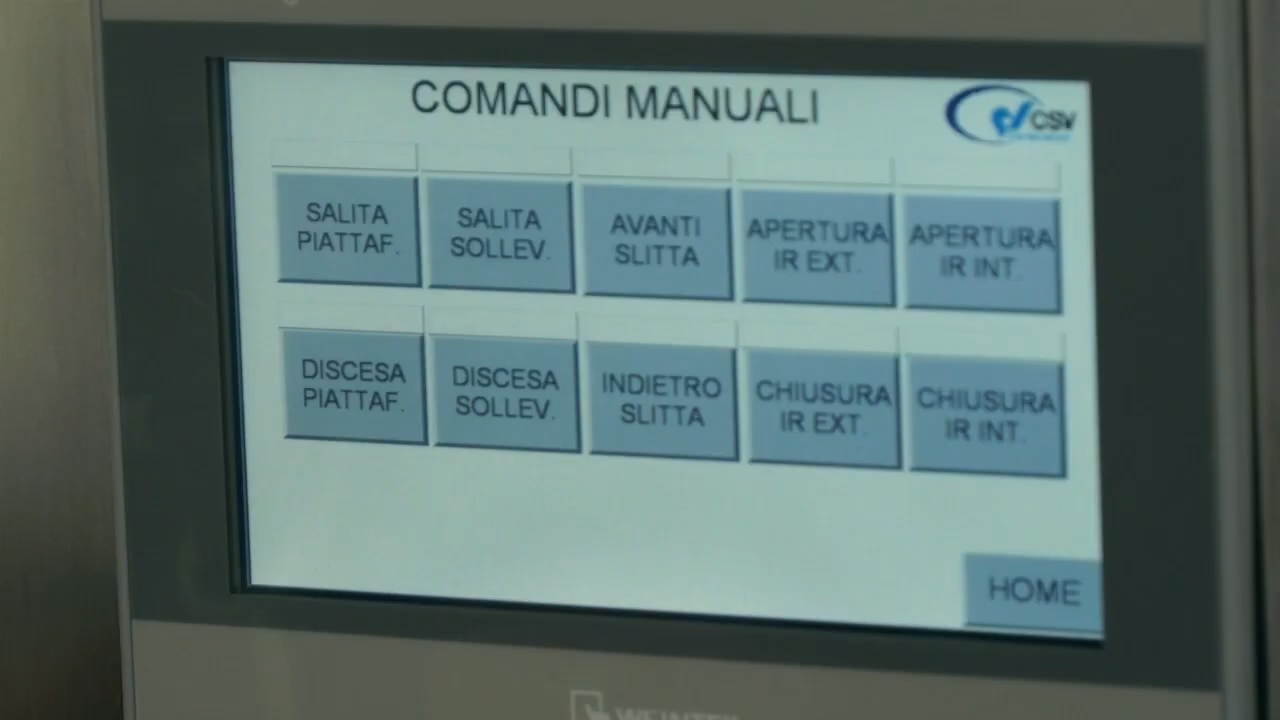 COMANDI MANUALI
CSV
SALITA
PIATTAF.
SALITA
SOLLEV.
AVANTI
SLITTA
APERTURA
IR EXT.
APERTURA
IR INT.
DISCESA
PIATTAF.
DISCESA
SOLLEV.
INDIETRO
SLITTA
CHIUSURA
IR EXT.
CHIUSURA
IR INT.
HOME